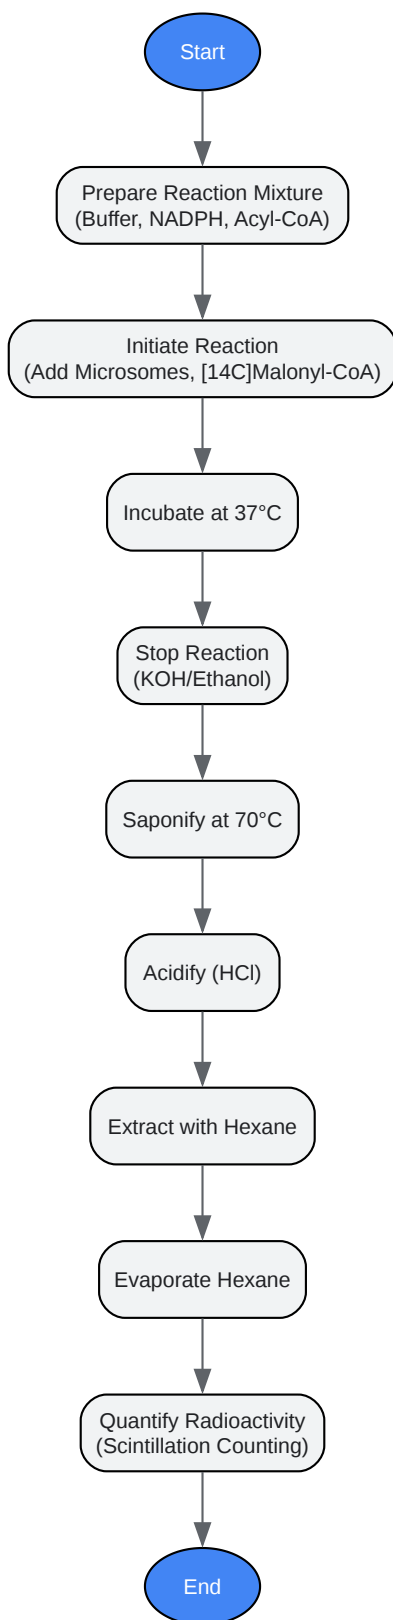 Start
Prepare Reaction Mixture
(Buffer, NADPH, Acyl-CoA)
Initiate Reaction
(Add Microsomes, [14C]Malonyl-CoA)
Incubate at 37°C
Stop Reaction
(KOH/Ethanol)
Saponify at 70°C
Acidify (HCl)
Extract with Hexane
Evaporate Hexane
Quantify Radioactivity
(Scintillation Counting)
End